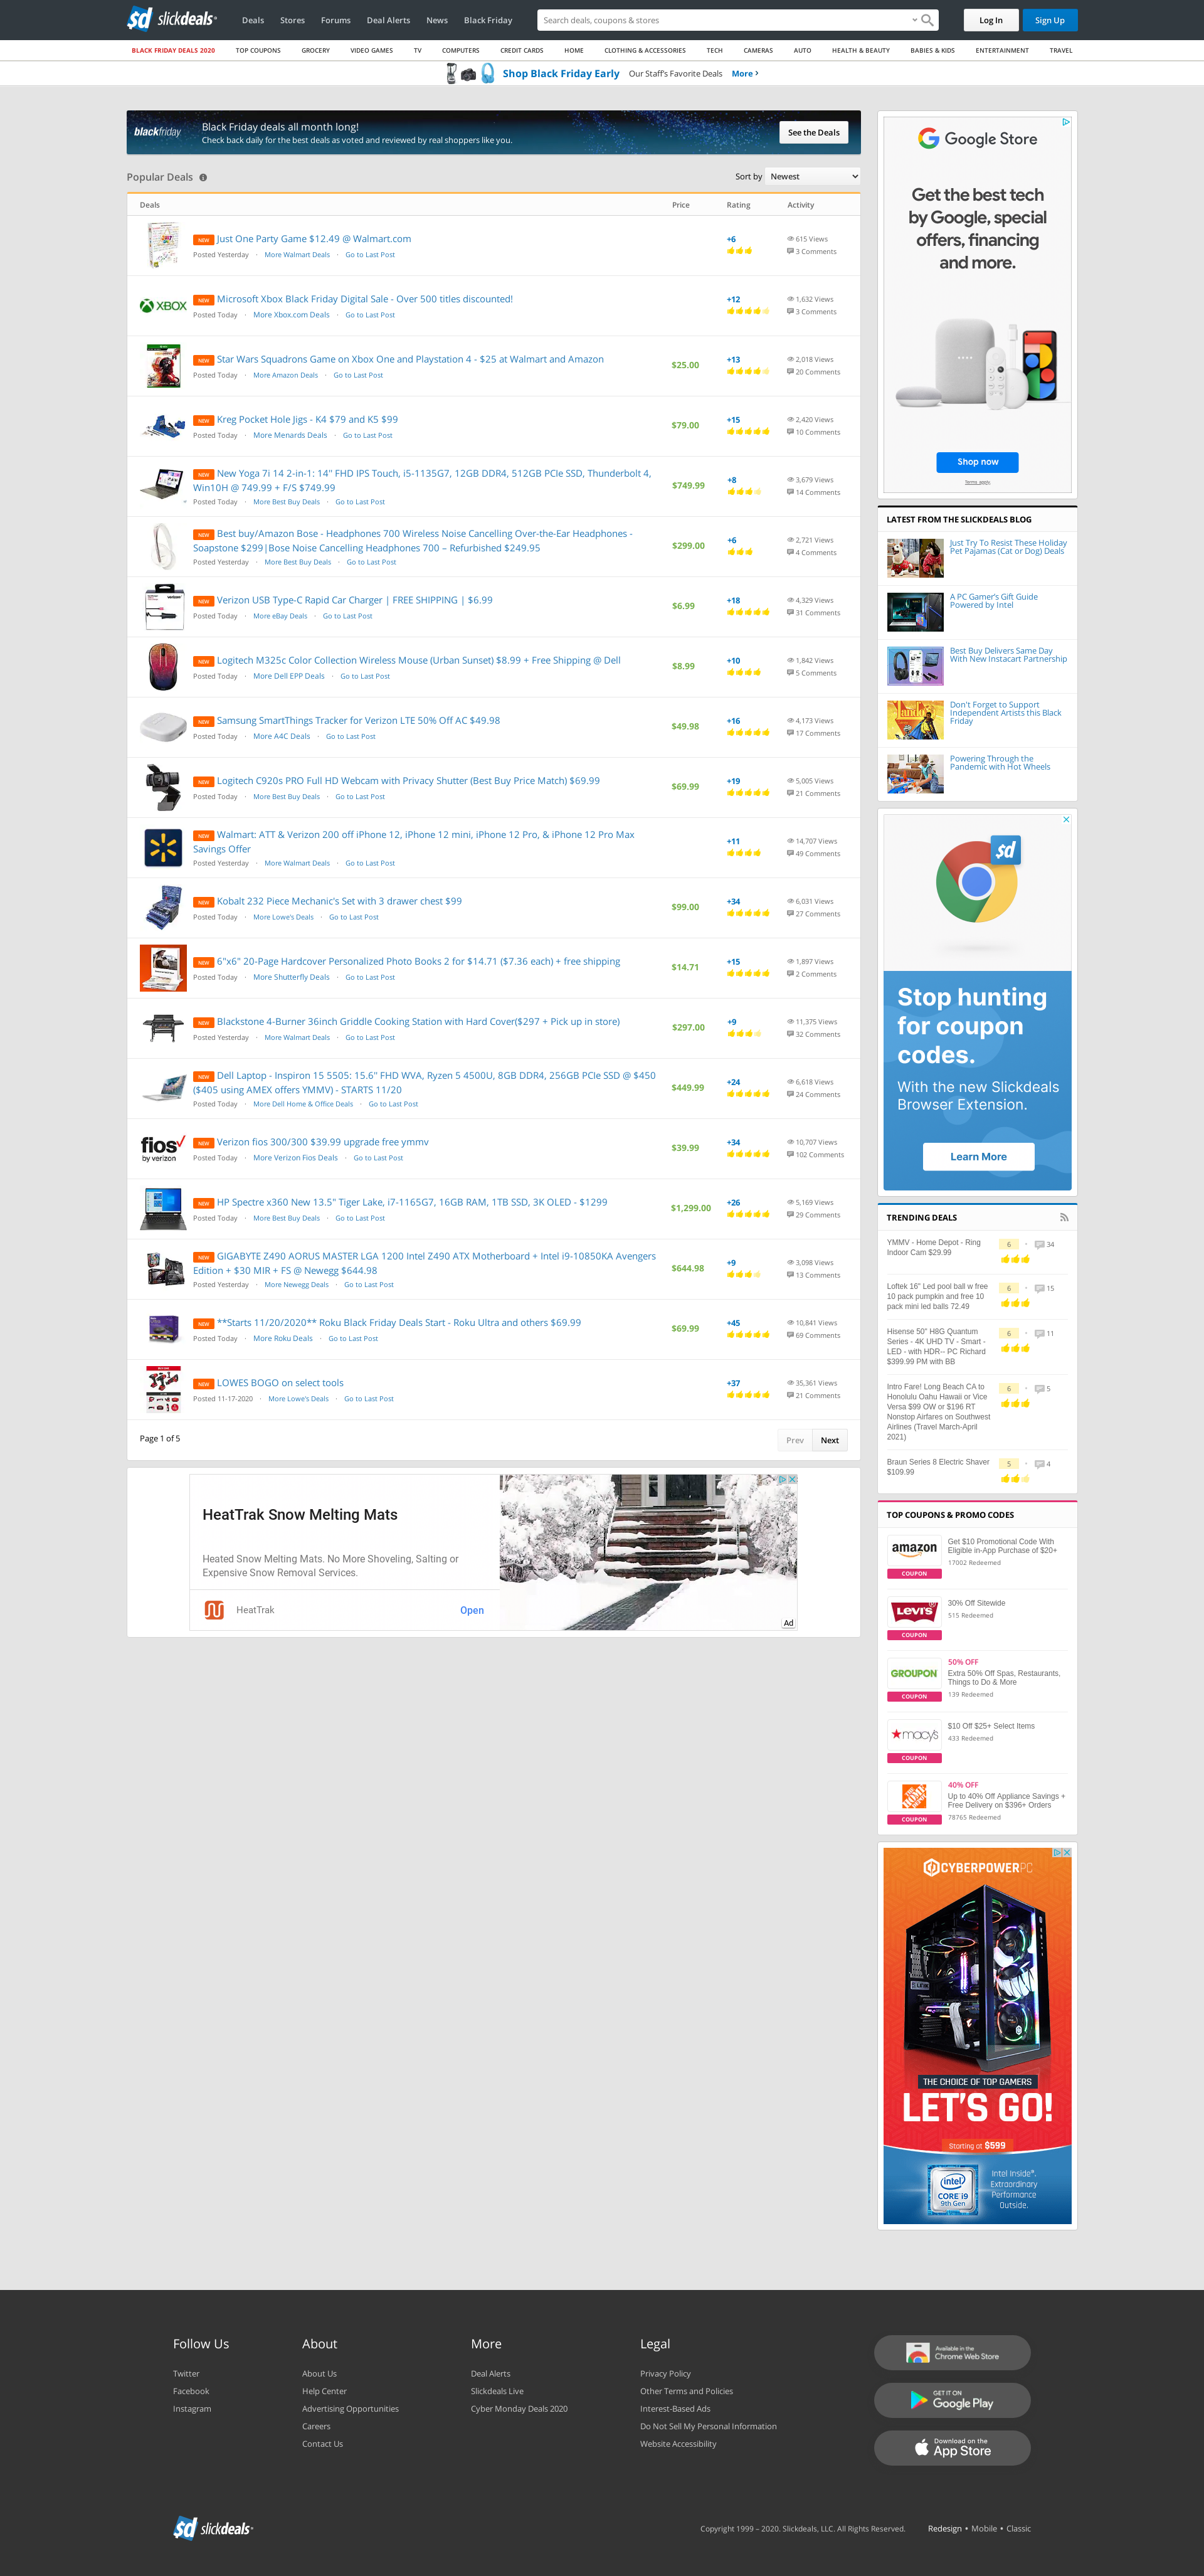 slickdeals
Deals
Stores
Forums
Deal Alerts
News
Black Friday
Search deals, coupons & stores
Log In
Sign Up
BLACK FRIDAY DEALS 2020
TOP COUPONS
GROCERY
VIDEO GAMES
TV
COMPUTERS
CREDIT CARDS
HOME
CLOTHING & ACCESSORIES
TECH
CAMERAS
AUTO
HEALTH & BEAUTY
BABIES & KIDS
ENTERTAINMENT
TRAVEL
Shop Black Friday Early Our Staff's Favorite Deals More ›
blackfriday
Black Friday deals all month long!
Check back daily for the best deals as voted and reviewed by real shoppers like you.
See the Deals
Popular Deals
Sort by Newest
Deals Price Rating Activity
NEW Just One Party Game $12.49 @ Walmart.com
Posted Yesterday · More Walmart Deals · Go to Last Post
+6
615 Views
3 Comments
NEW Microsoft Xbox Black Friday Digital Sale - Over 500 titles discounted!
Posted Today · More Xbox.com Deals · Go to Last Post
XBOX
+12
1,632 Views
3 Comments
NEW Star Wars Squadrons Game on Xbox One and Playstation 4 - $25 at Walmart and Amazon
Posted Today · More Amazon Deals · Go to Last Post
$25.00
+13
2,018 Views
20 Comments
NEW Kreg Pocket Hole Jigs - K4 $79 and K5 $99
Posted Today · More Menards Deals · Go to Last Post
$79.00
+15
2,420 Views
10 Comments
NEW New Yoga 7i 14 2-in-1: 14'' FHD IPS Touch, i5-1135G7, 12GB DDR4, 512GB PCIe SSD, Thunderbolt 4,
Win10H @ 749.99 + F/S $749.99
Posted Today · More Best Buy Deals · Go to Last Post
$749.99
+8
3,679 Views
14 Comments
NEW Best buy/Amazon Bose - Headphones 700 Wireless Noise Cancelling Over-the-Ear Headphones -
Soapstone $299|Bose Noise Cancelling Headphones 700 – Refurbished $249.95
Posted Yesterday · More Best Buy Deals · Go to Last Post
$299.00
+6
2,721 Views
4 Comments
NEW Verizon USB Type-C Rapid Car Charger | FREE SHIPPING | $6.99
Posted Today · More eBay Deals · Go to Last Post
$6.99
+18
4,329 Views
31 Comments
NEW Logitech M325c Color Collection Wireless Mouse (Urban Sunset) $8.99 + Free Shipping @ Dell
Posted Today · More Dell EPP Deals · Go to Last Post
$8.99
+10
1,842 Views
5 Comments
NEW Samsung SmartThings Tracker for Verizon LTE 50% Off AC $49.98
Posted Today · More A4C Deals · Go to Last Post
$49.98
+16
4,173 Views
17 Comments
NEW Logitech C920s PRO Full HD Webcam with Privacy Shutter (Best Buy Price Match) $69.99
Posted Today · More Best Buy Deals · Go to Last Post
$69.99
+19
5,005 Views
21 Comments
NEW Walmart: ATT & Verizon 200 off iPhone 12, iPhone 12 mini, iPhone 12 Pro, & iPhone 12 Pro Max
Savings Offer
Posted Yesterday · More Walmart Deals · Go to Last Post
+11
14,707 Views
49 Comments
NEW Kobalt 232 Piece Mechanic's Set with 3 drawer chest $99
Posted Today · More Lowe's Deals · Go to Last Post
$99.00
+34
6,031 Views
27 Comments
NEW 6"x6" 20-Page Hardcover Personalized Photo Books 2 for $14.71 ($7.36 each) + free shipping
Posted Today · More Shutterfly Deals · Go to Last Post
$14.71
+15
1,897 Views
2 Comments
NEW Blackstone 4-Burner 36inch Griddle Cooking Station with Hard Cover($297 + Pick up in store)
Posted Yesterday · More Walmart Deals · Go to Last Post
$297.00
+9
11,375 Views
32 Comments
NEW Dell Laptop - Inspiron 15 5505: 15.6'' FHD WVA, Ryzen 5 4500U, 8GB DDR4, 256GB PCIe SSD @ $450
($405 using AMEX offers YMMV) - STARTS 11/20
Posted Today · More Dell Home & Office Deals · Go to Last Post
$449.99
+24
6,618 Views
24 Comments
fios
by verizon
NEW Verizon fios 300/300 $39.99 upgrade free ymmv
Posted Today · More Verizon Fios Deals · Go to Last Post
$39.99
+34
10,707 Views
102 Comments
NEW HP Spectre x360 New 13.5" Tiger Lake, i7-1165G7, 16GB RAM, 1TB SSD, 3K OLED - $1299
Posted Today · More Best Buy Deals · Go to Last Post
$1,299.00
+26
5,169 Views
29 Comments
NEW GIGABYTE Z490 AORUS MASTER LGA 1200 Intel Z490 ATX Motherboard + Intel i9-10850KA Avengers
Edition + $30 MIR + FS @ Newegg $644.98
Posted Yesterday · More Newegg Deals · Go to Last Post
$644.98
+9
3,098 Views
13 Comments
NEW **Starts 11/20/2020** Roku Black Friday Deals Start - Roku Ultra and others $69.99
Posted Today · More Roku Deals · Go to Last Post
$69.99
+45
10,841 Views
69 Comments
NEW LOWES BOGO on select tools
Posted 11-17-2020 · More Lowe's Deals · Go to Last Post
+37
35,361 Views
21 Comments
Page 1 of 5
Prev
Next
HeatTrak Snow Melting Mats
Heated Snow Melting Mats. No More Shoveling, Salting or
Expensive Snow Removal Services.
HeatTrak
Open
Ad
Google Store
Get the best tech
by Google, special
offers, financing
and more.
Shop now
Terms apply.
LATEST FROM THE SLICKDEALS BLOG
Just Try To Resist These Holiday
Pet Pajamas (Cat or Dog) Deals
A PC Gamer's Gift Guide
Powered by Intel
Best Buy Delivers Same Day
With New Instacart Partnership
Don't Forget to Support
Independent Artists this Black
Friday
Powering Through the
Pandemic with Hot Wheels
sd
Stop hunting
for coupon
codes.
With the new Slickdeals
Browser Extension.
Learn More
TRENDING DEALS
YMMV - Home Depot - Ring
Indoor Cam $29.99
6 · 34
Loftek 16" Led pool ball w free
10 pack pumpkin and free 10
pack mini led balls 72.49
6 · 15
Hisense 50" H8G Quantum
Series - 4K UHD TV - Smart -
LED - with HDR-- PC Richard
$399.99 PM with BB
6 · 11
Intro Fare! Long Beach CA to
Honolulu Oahu Hawaii or Vice
Versa $99 OW or $196 RT
Nonstop Airfares on Southwest
Airlines (Travel March-April
2021)
6 · 5
Braun Series 8 Electric Shaver
$109.99
5 · 4
TOP COUPONS & PROMO CODES
amazon
COUPON
Get $10 Promotional Code With
Eligible in-App Purchase of $20+
17002 Redeemed
LEVI'S
COUPON
30% Off Sitewide
515 Redeemed
GROUPON
COUPON
50% OFF
Extra 50% Off Spas, Restaurants,
Things to Do & More
139 Redeemed
macy's
COUPON
$10 Off $25+ Select Items
433 Redeemed
COUPON
40% OFF
Up to 40% Off Appliance Savings +
Free Delivery on $396+ Orders
78765 Redeemed
CYBERPOWERPC
THE CHOICE OF TOP GAMERS
LET'S GO!
Starting at $599
intel
CORE i9
9th Gen
Intel Inside®.
Extraordinary
Performance
Outside.
Follow Us
Twitter
Facebook
Instagram
About
About Us
Help Center
Advertising Opportunities
Careers
Contact Us
More
Deal Alerts
Slickdeals Live
Cyber Monday Deals 2020
Legal
Privacy Policy
Other Terms and Policies
Interest-Based Ads
Do Not Sell My Personal Information
Website Accessibility
Available in the
Chrome Web Store
GET IT ON
Google Play
Download on the
App Store
slickdeals
Copyright 1999 – 2020. Slickdeals, LLC. All Rights Reserved.
Redesign • Mobile • Classic